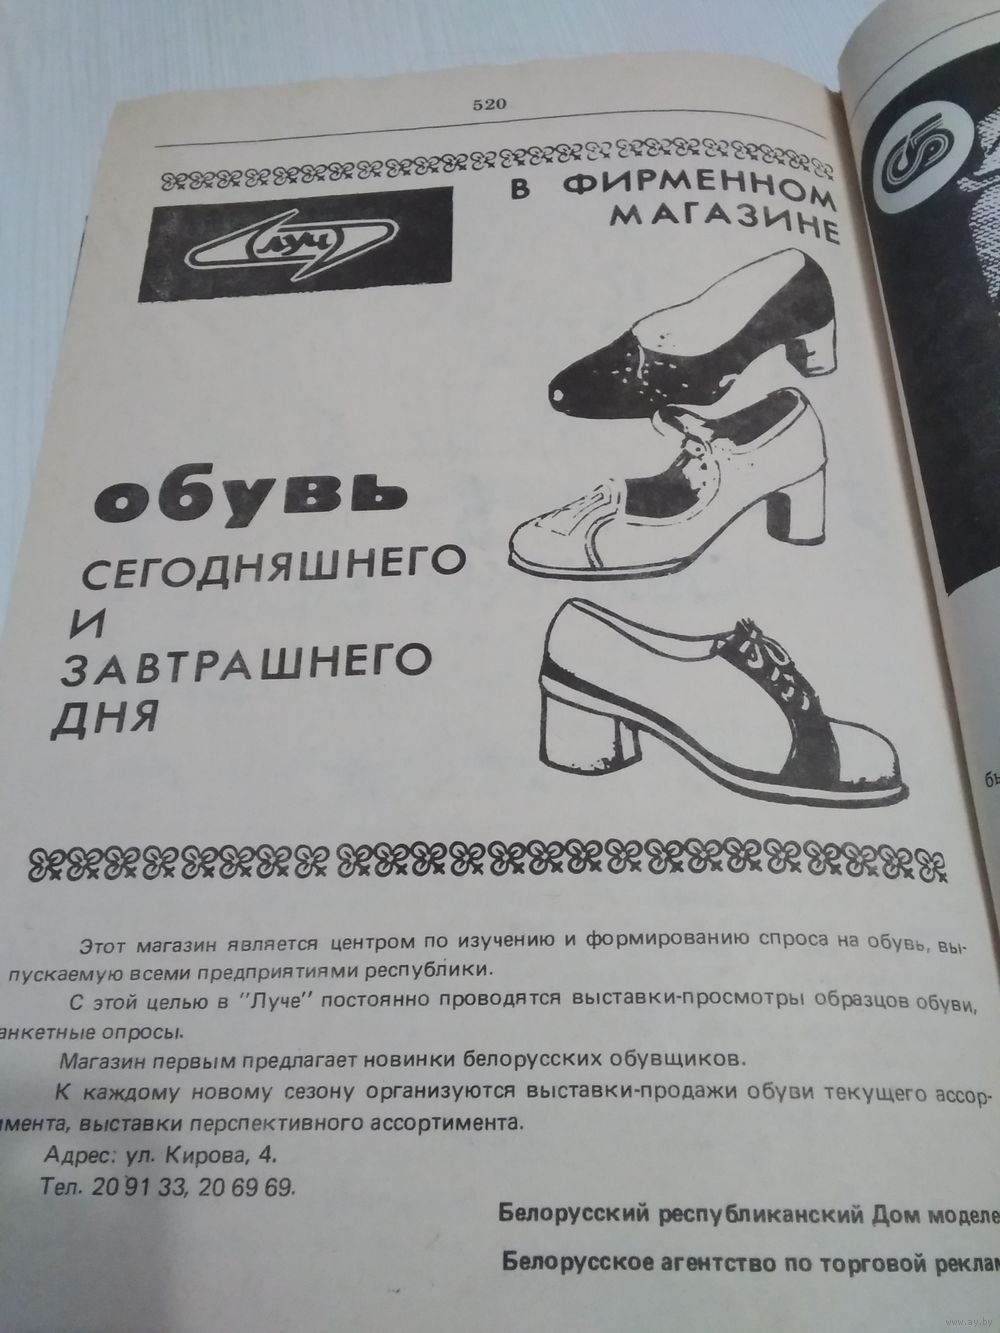 520
В ФИРМЕННОМ
МАГАЗИНЕ
ЛУЧ
обувь
СЕГОДНЯШНЕГО
И
ЗАВТРАШНЕГО
ДНЯ
Этот магазин является центром по изучению и формированию спроса на обувь, вы-
пускаемую всеми предприятиями республики.
С этой целью в "Луче" постоянно проводятся выставки-просмотры образцов обуви,
анкетные опросы.
Магазин первым предлагает новинки белорусских обувщиков.
К каждому новому сезону организуются выставки-продажи обуви текущего ассор-
имента, выставки перспективного ассортимента.
Адрес: ул. Кирова, 4.
Тел. 20 91 33, 20 69 69.
Белорусский республиканский Дом моделе
Белорусское агентство по торговой реклам
www.ay.by